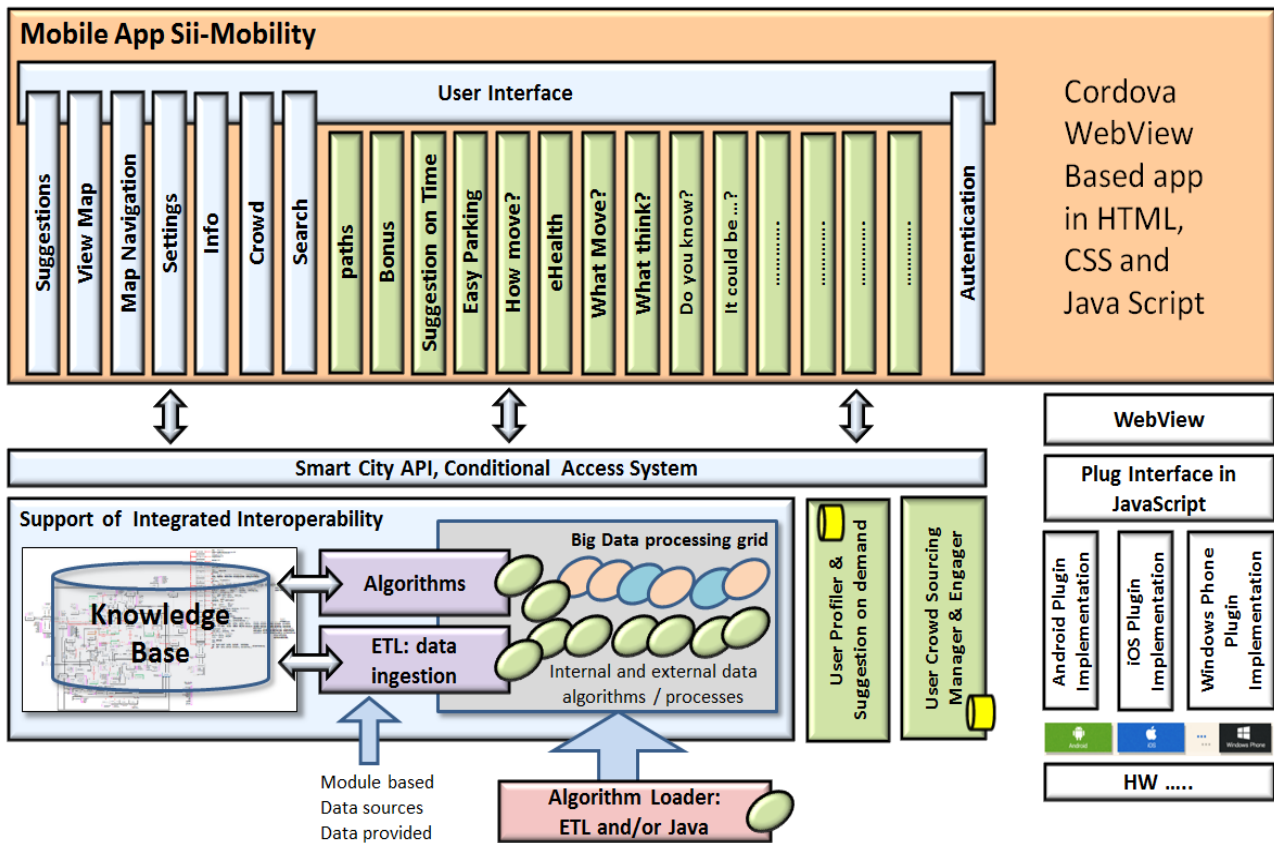 Mobile App Sii-Mobility
User Interface
Suggestions
View Map
Map Navigation
Settings
Info
Crowd
Search
paths
Bonus
Suggestion on Time
Easy Parking
How move?
eHealth
What Move?
What think?
Do you know?
It could be ...?
.............
.............
.............
.............
Autentication
Cordova
WebView
Based app
in HTML,
CSS and
Java Script
Smart City API, Conditional Access System
Support of Integrated Interoperability
Knowledge
Base
Algorithms
ETL: data
ingestion
Big Data processing grid
Internal and external data
algorithms / processes
User Profiler &
Suggestion on demand
User Crowd Sourcing
Manager & Engager
Module based
Data sources
Data provided
Algorithm Loader:
ETL and/or Java
WebView
Plug Interface in
JavaScript
Android Plugin
Implementation
iOS Plugin
Implementation
Windows Phone
Plugin
Implementation
Android
iOS
...
...
Windows Phone
HW .....